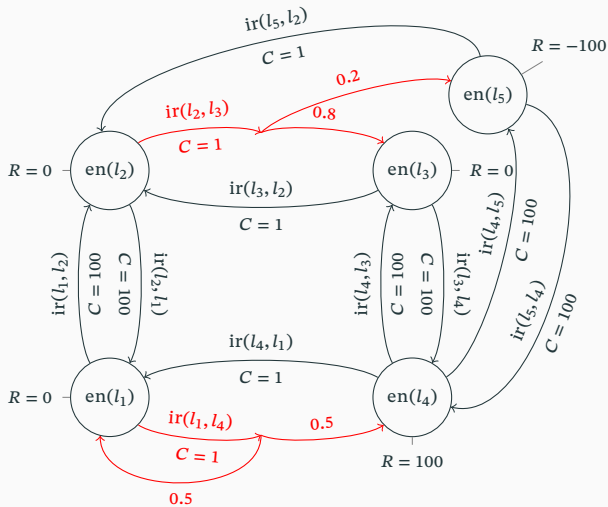 ir(l₅, l₂)
C = 1
R = −100
en(l₅)
0.2
ir(l₂, l₃)
0.8
C = 1
R = 0
en(l₂)
en(l₃)
R = 0
ir(l₃, l₂)
C = 1
ir(l₁, l₂)
C = 100
C = 100
ir(l₂, l₁)
ir(l₄, l₃)
C = 100
C = 100
ir(l₃, l₄)
ir(l₄, l₅)
C = 100
ir(l₅, l₄)
C = 100
ir(l₄, l₁)
C = 1
R = 0
en(l₁)
en(l₄)
ir(l₁, l₄)
0.5
C = 1
R = 100
0.5